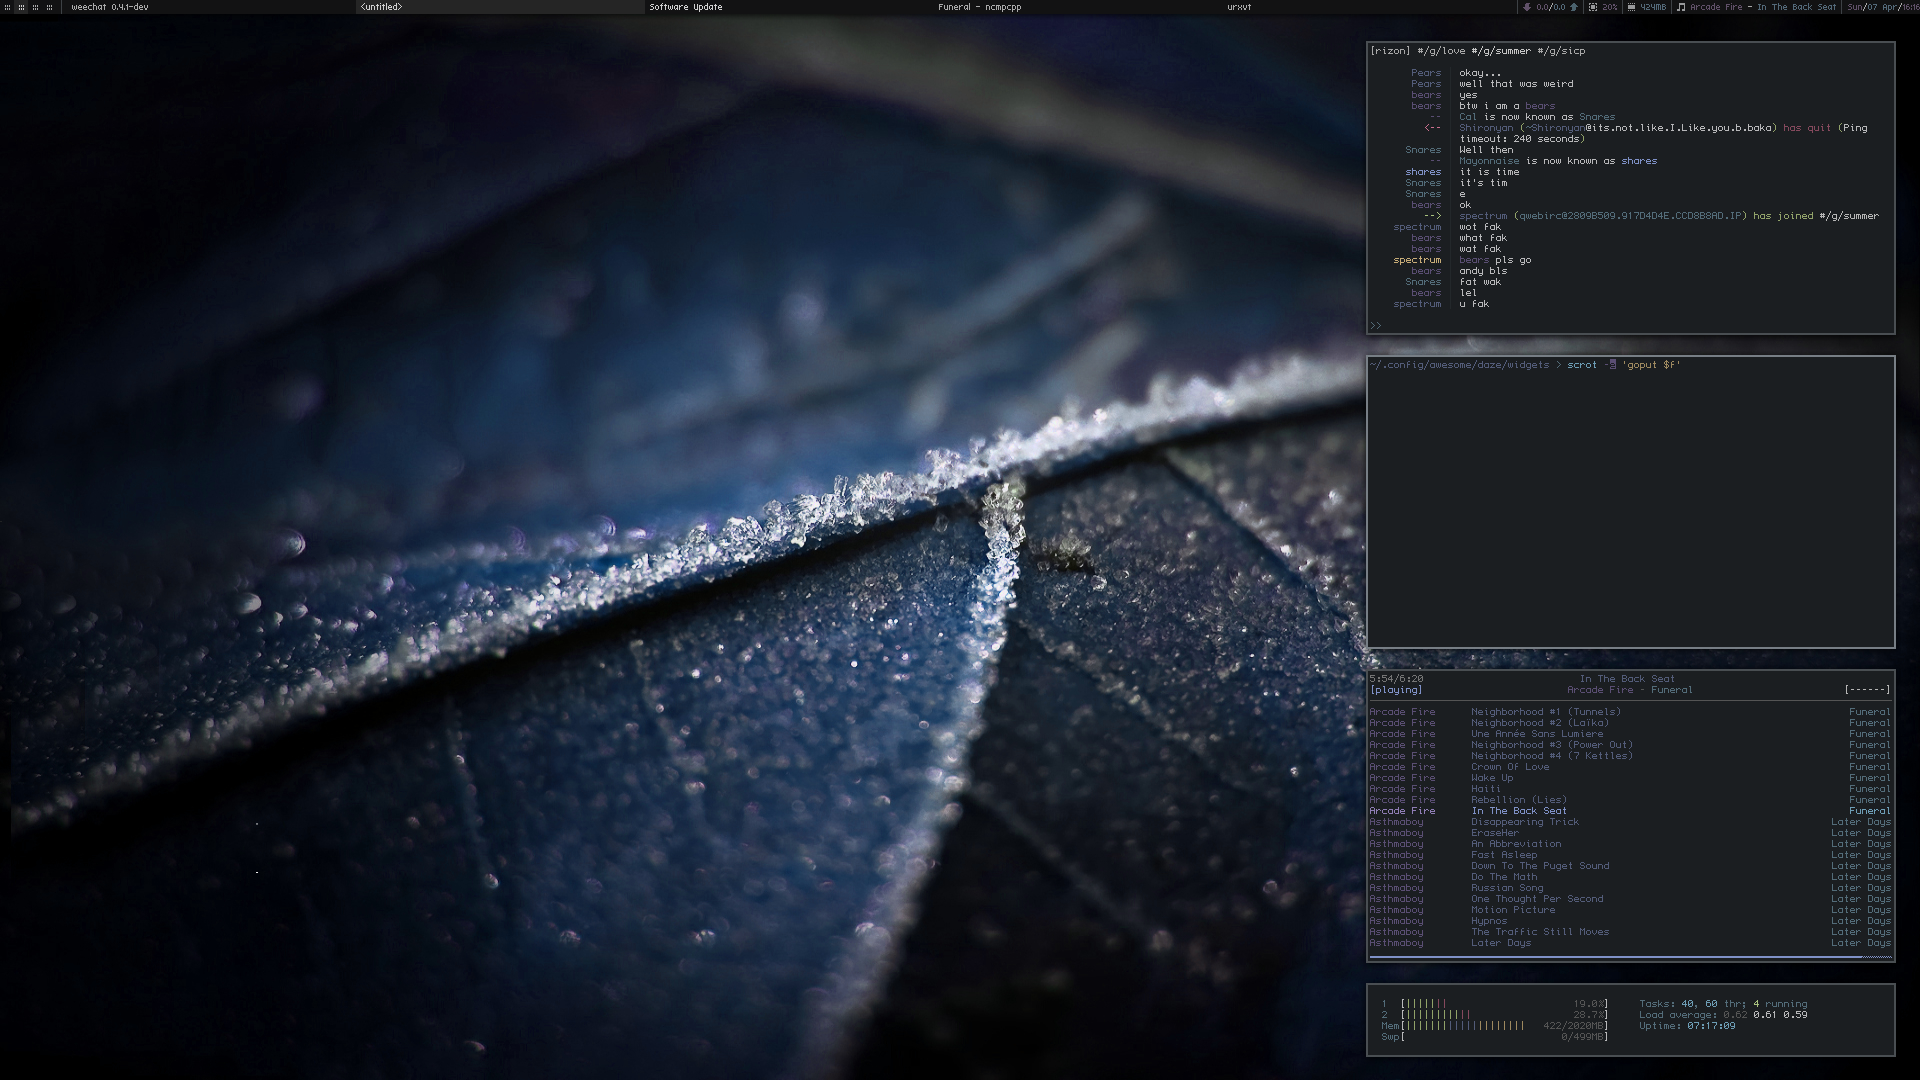 weechat 0.4.1-dev <untitled> Software Update Funeral - ncmpcpp urxvt 0.0/0.0 20% 424MB Arcade Fire - In The Back Seat Sun/07 Apr/16:16
[rizon] #/g/love #/g/summer #/g/sicp
Pears okay...
Pears well that was weird
bears yes
bears btw i am a bears
-- Cal is now known as Snares
<-- Shironyan (~Shironyan@its.not.like.I.Like.you.b.baka) has quit (Ping
timeout: 240 seconds)
Snares Well then
-- Mayonnaise is now known as shares
shares it is time
Snares it's tim
Snares e
bears ok
--> spectrum (qwebirc@2809B509.917D4D4E.CCD8B8AD.IP) has joined #/g/summer
spectrum wot fak
bears what fak
bears wat fak
spectrum bears pls go
bears andy bls
Snares fat wak
bears lel
spectrum u fak
>>
~/.config/awesome/daze/widgets > scrot -e 'goput $f'
5:54/6:20 In The Back Seat
[playing] Arcade Fire - Funeral [------]
Arcade Fire Neighborhood #1 (Tunnels) Funeral
Arcade Fire Neighborhood #2 (Laïka) Funeral
Arcade Fire Une Année Sans Lumiere Funeral
Arcade Fire Neighborhood #3 (Power Out) Funeral
Arcade Fire Neighborhood #4 (7 Kettles) Funeral
Arcade Fire Crown Of Love Funeral
Arcade Fire Wake Up Funeral
Arcade Fire Haïti Funeral
Arcade Fire Rebellion (Lies) Funeral
Arcade Fire In The Back Seat Funeral
Asthmaboy Disappearing Trick Later Days
Asthmaboy EraseHer Later Days
Asthmaboy An Abbreviation Later Days
Asthmaboy Fast Asleep Later Days
Asthmaboy Down To The Puget Sound Later Days
Asthmaboy Do The Math Later Days
Asthmaboy Russian Song Later Days
Asthmaboy One Thought Per Second Later Days
Asthmaboy Motion Picture Later Days
Asthmaboy Hypnos Later Days
Asthmaboy The Traffic Still Moves Later Days
Asthmaboy Later Days Later Days
1 [||||||| 19.0%] Tasks: 40, 60 thr; 4 running
2 [||||||||||| 28.7%] Load average: 0.62 0.61 0.59
Mem[|||||||||||||||||||| 422/2020MB] Uptime: 07:17:09
Swp[ 0/499MB]